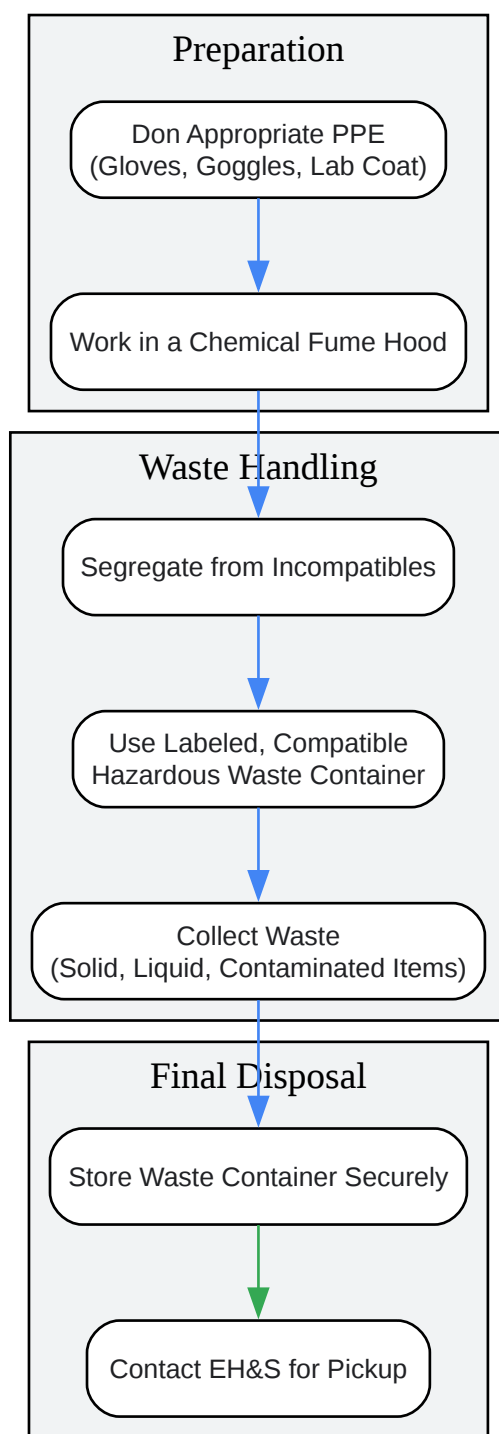 Preparation
Don Appropriate PPE
(Gloves, Goggles, Lab Coat)
Work in a Chemical Fume Hood
Waste Handling
Segregate from Incompatibles
Use Labeled, Compatible
Hazardous Waste Container
Collect Waste
(Solid, Liquid, Contaminated Items)
Final Disposal
Store Waste Container Securely
Contact EH&S for Pickup